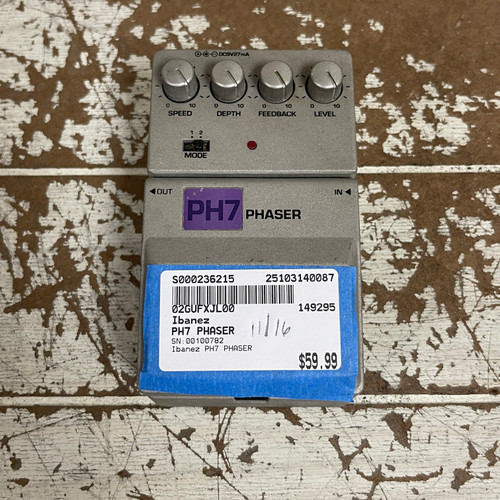 DC9V27mA
0 10 0 10 0 10 0 10
SPEED DEPTH FEEDBACK LEVEL
1 2
MODE
OUT IN
PH7 PHASER
S000236215 25103140087
02GUFXJL00 149295
Ibanez
PH7 PHASER 11/16
SN:00100782
Ibanez PH7 PHASER
$59.99